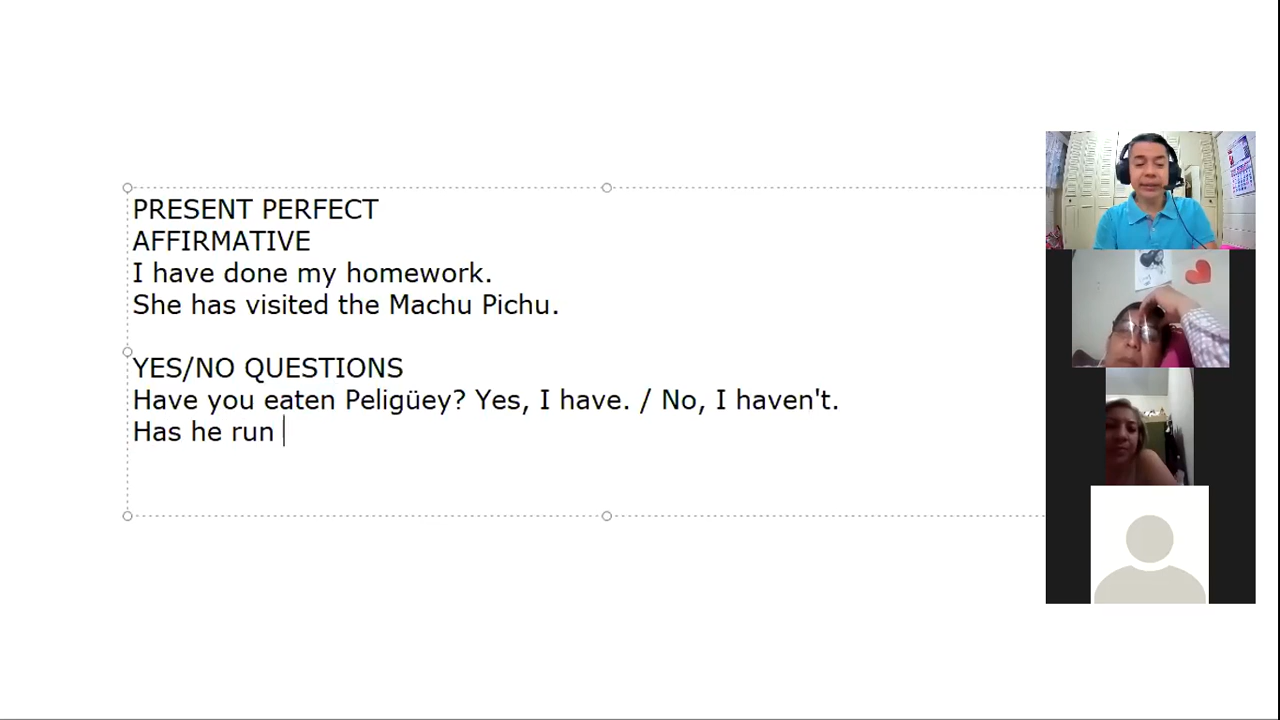 PRESENT PERFECT
AFFIRMATIVE
I have done my homework.
She has visited the Machu Pichu.
YES/NO QUESTIONS
Have you eaten Peligüey? Yes, I have. / No, I haven't.
Has he run